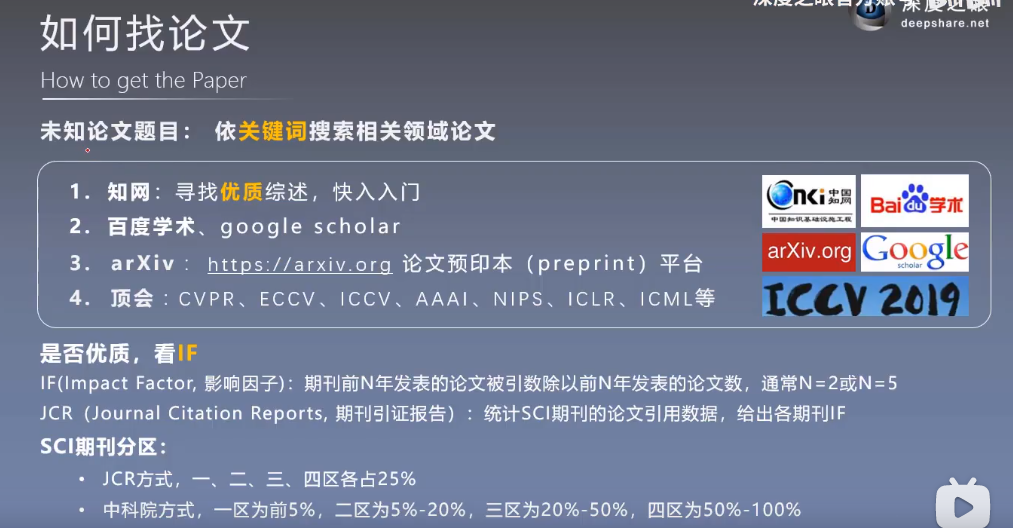 如何找论文
How to get the Paper
deepshare.net
未知论文题目： 依关键词搜索相关领域论文
1. 知网：寻找优质综述，快入入门
2. 百度学术、google scholar
3. arXiv： https://arxiv.org 论文预印本（preprint）平台
4. 顶会：CVPR、ECCV、ICCV、AAAI、NIPS、ICLR、ICML等
CNKi 中国知网
中国知识基础设施工程
Bai du 学术
arXiv.org
Google
scholar
ICCV 2019
是否优质，看IF
IF(Impact Factor, 影响因子)：期刊前N年发表的论文被引数除以前N年发表的论文数，通常N=2或N=5
JCR（Journal Citation Reports, 期刊引证报告）：统计SCI期刊的论文引用数据，给出各期刊IF
SCI期刊分区：
• JCR方式，一、二、三、四区各占25%
• 中科院方式，一区为前5%，二区为5%-20%，三区为20%-50%，四区为50%-100%